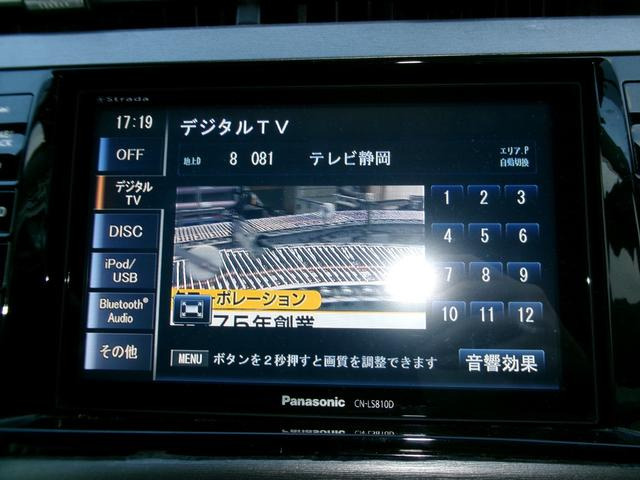 Strada
17:19
デジタルTV
OFF
地上D 8 081 テレビ静岡
エリア.P
自動切換
デジタル
TV
DISC
iPod/
USB
Bluetooth®
Audio
その他
1 2 3
4 5 6
7 8 9
10 11 12
ポレーション
75年創業
MENU ボタンを2秒押すと画質を調整できます
音響効果
Panasonic CN-LS810D